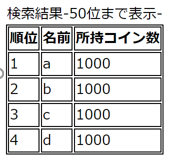 検索結果-50位まで表示-
順位 名前 所持コイン数
1 a 1000
2 b 1000
3 c 1000
4 d 1000